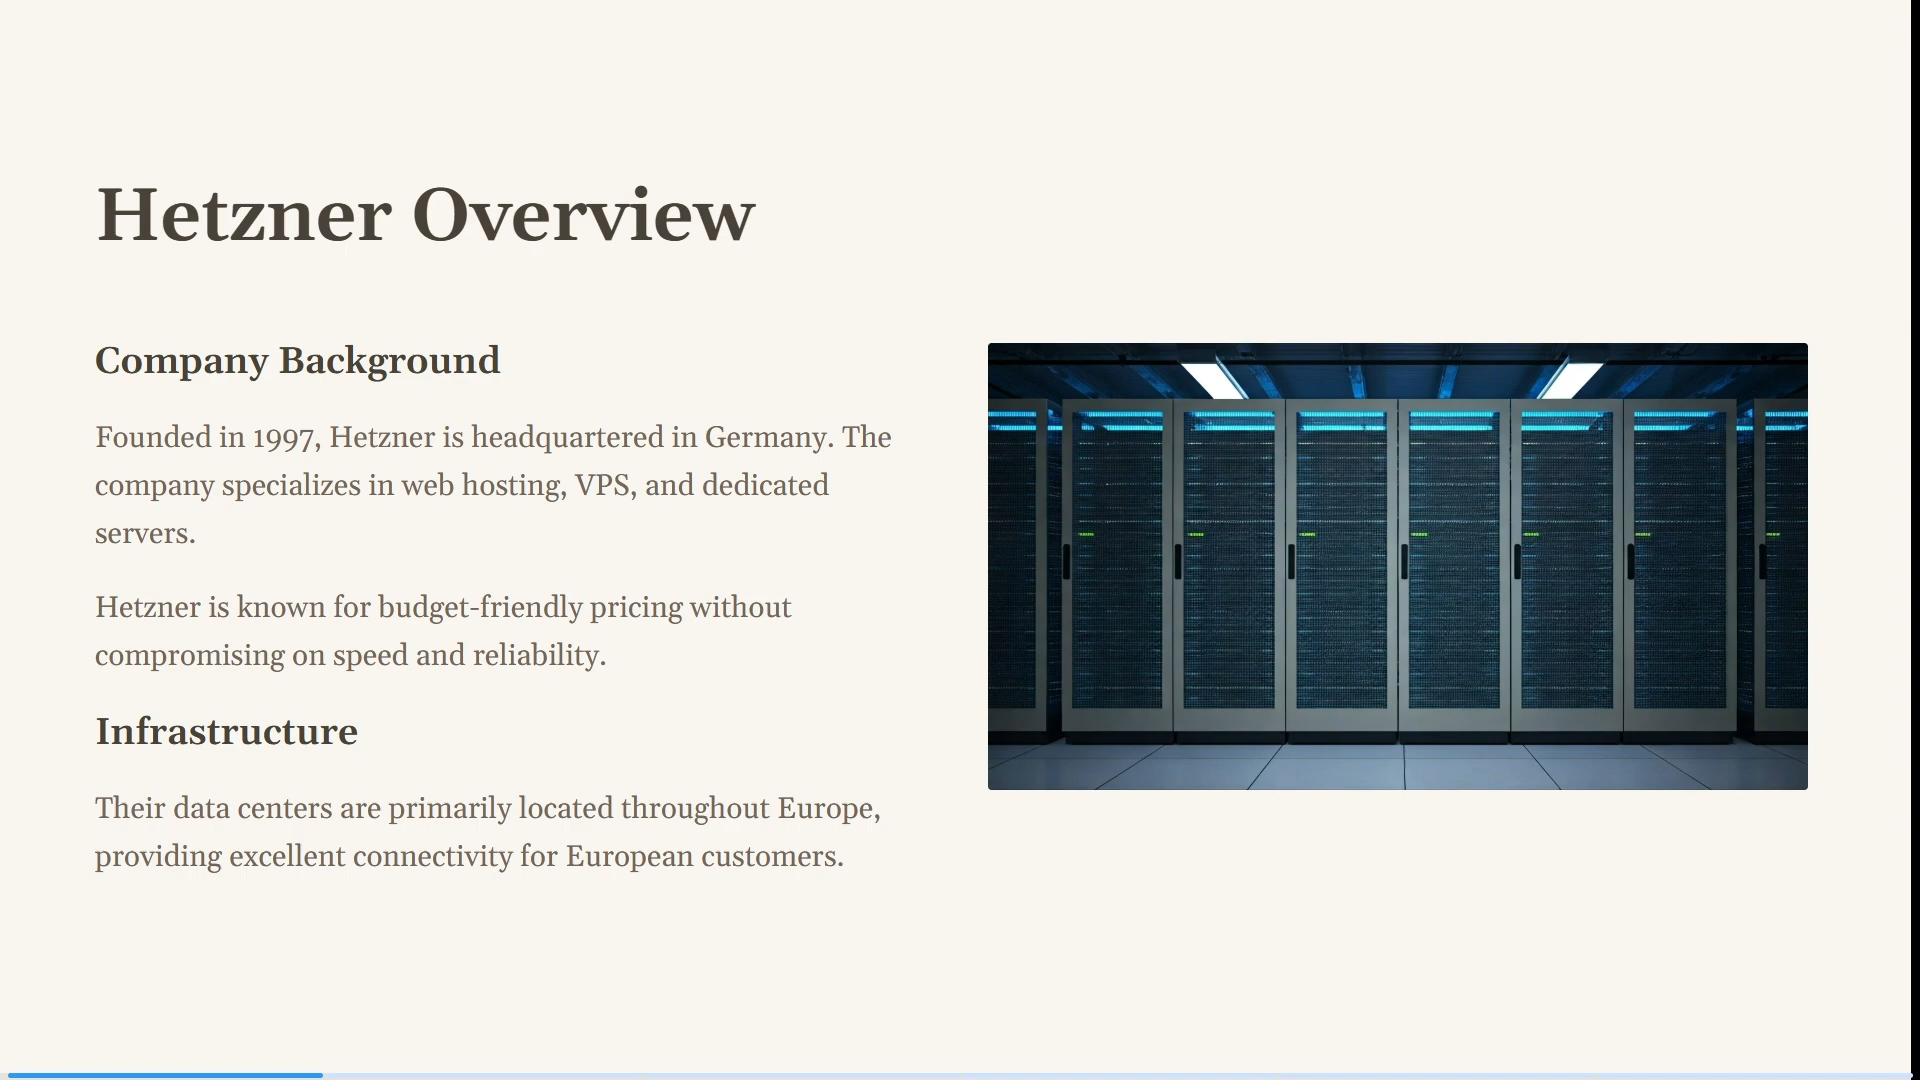 Hetzner Overview
Company Background
Founded in 1997, Hetzner is headquartered in Germany. The
company specializes in web hosting, VPS, and dedicated
servers.
Hetzner is known for budget-friendly pricing without
compromising on speed and reliability.
Infrastructure
Their data centers are primarily located throughout Europe,
providing excellent connectivity for European customers.